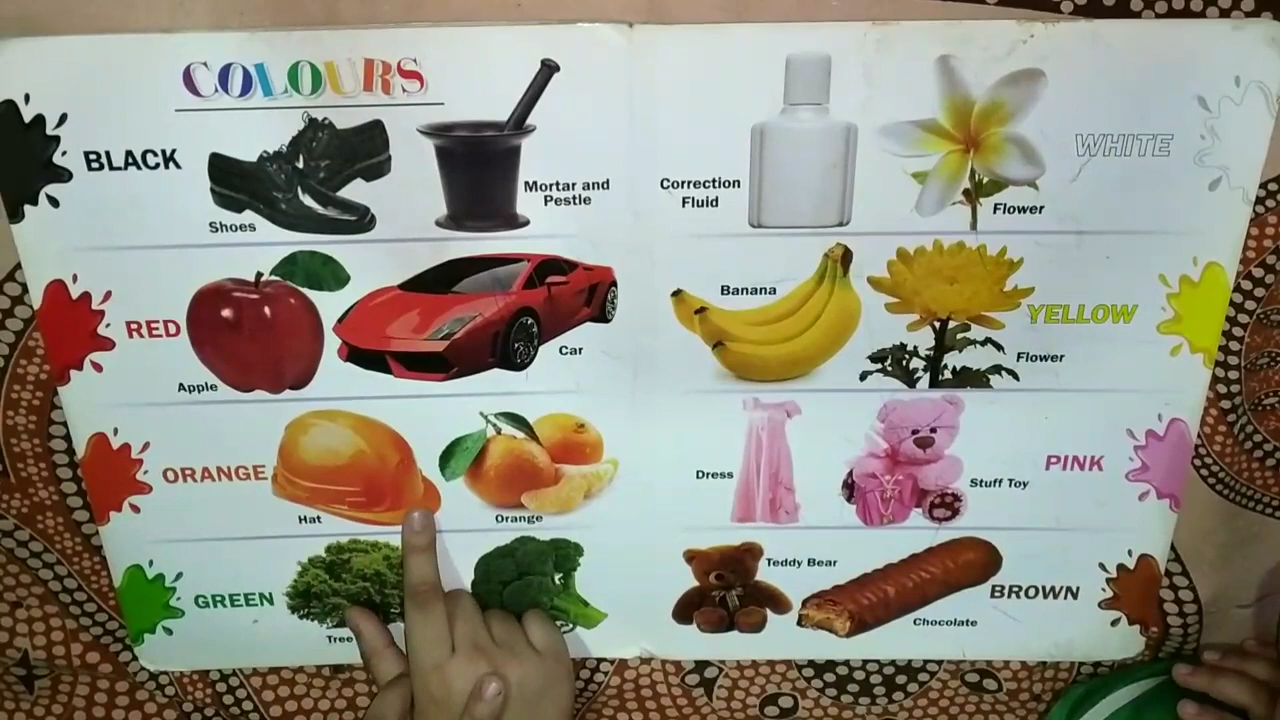 COLOURS
BLACK
Shoes
Mortar and
Pestle
RED
Apple
Car
ORANGE
Hat
Orange
GREEN
Tree
Correction
Fluid
Flower
WHITE
Banana
Flower
YELLOW
Dress
Stuff Toy
PINK
Teddy Bear
Chocolate
BROWN